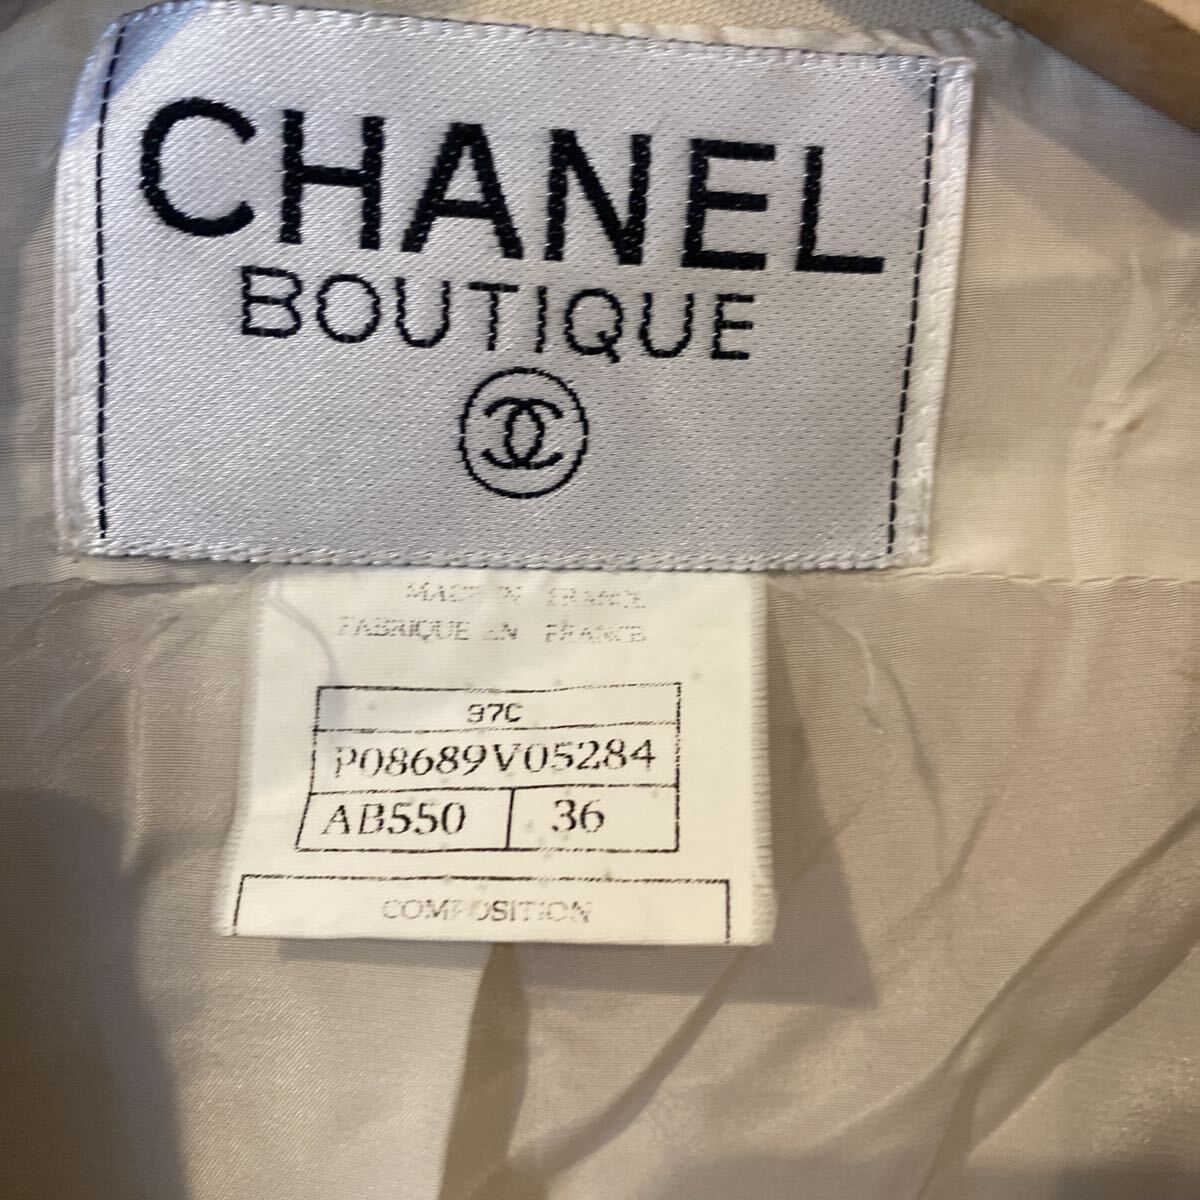 CHANEL
BOUTIQUE
MADE IN FRANCE
FABRIQUE EN FRANCE
97C
P08689V05284
AB550 36
COMPOSITION